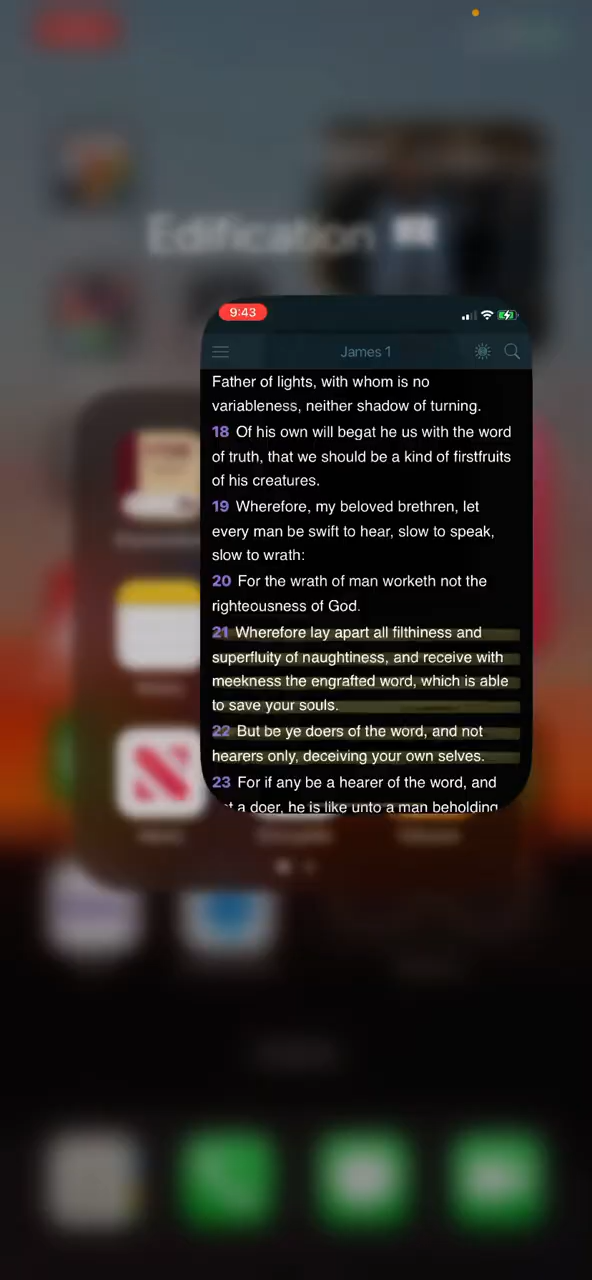 Edification
9:43
James 1
Father of lights, with whom is no
variableness, neither shadow of turning.
18 Of his own will begat he us with the word
of truth, that we should be a kind of firstfruits
of his creatures.
19 Wherefore, my beloved brethren, let
every man be swift to hear, slow to speak,
slow to wrath:
20 For the wrath of man worketh not the
righteousness of God.
21 Wherefore lay apart all filthiness and
superfluity of naughtiness, and receive with
meekness the engrafted word, which is able
to save your souls.
22 But be ye doers of the word, and not
hearers only, deceiving your own selves.
23 For if any be a hearer of the word, and
a doer, he is like unto a man beholding